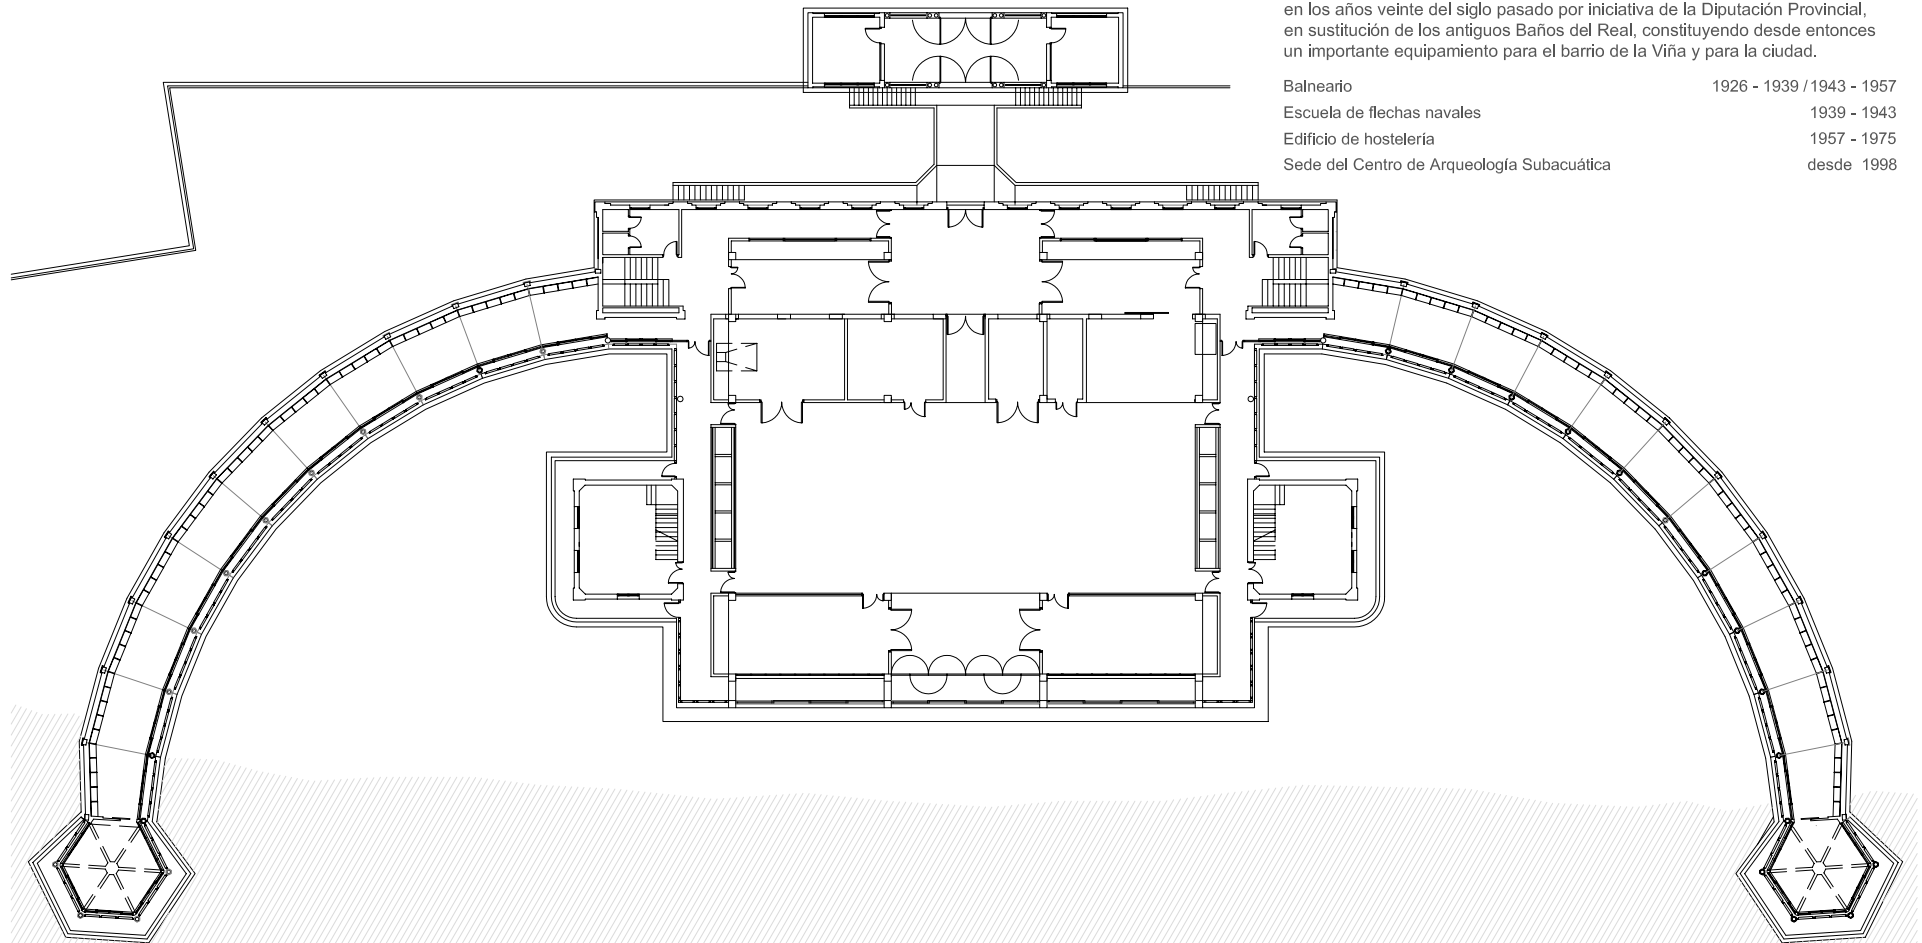 en los años veinte del siglo pasado por iniciativa de la Diputación Provincial,
en sustitución de los antiguos Baños del Real, constituyendo desde entonces
un importante equipamiento para el barrio de la Viña y para la ciudad.
Balneario 1926 - 1939 / 1943 - 1957
Escuela de flechas navales 1939 - 1943
Edificio de hostelería 1957 - 1975
Sede del Centro de Arqueología Subacuática desde 1998